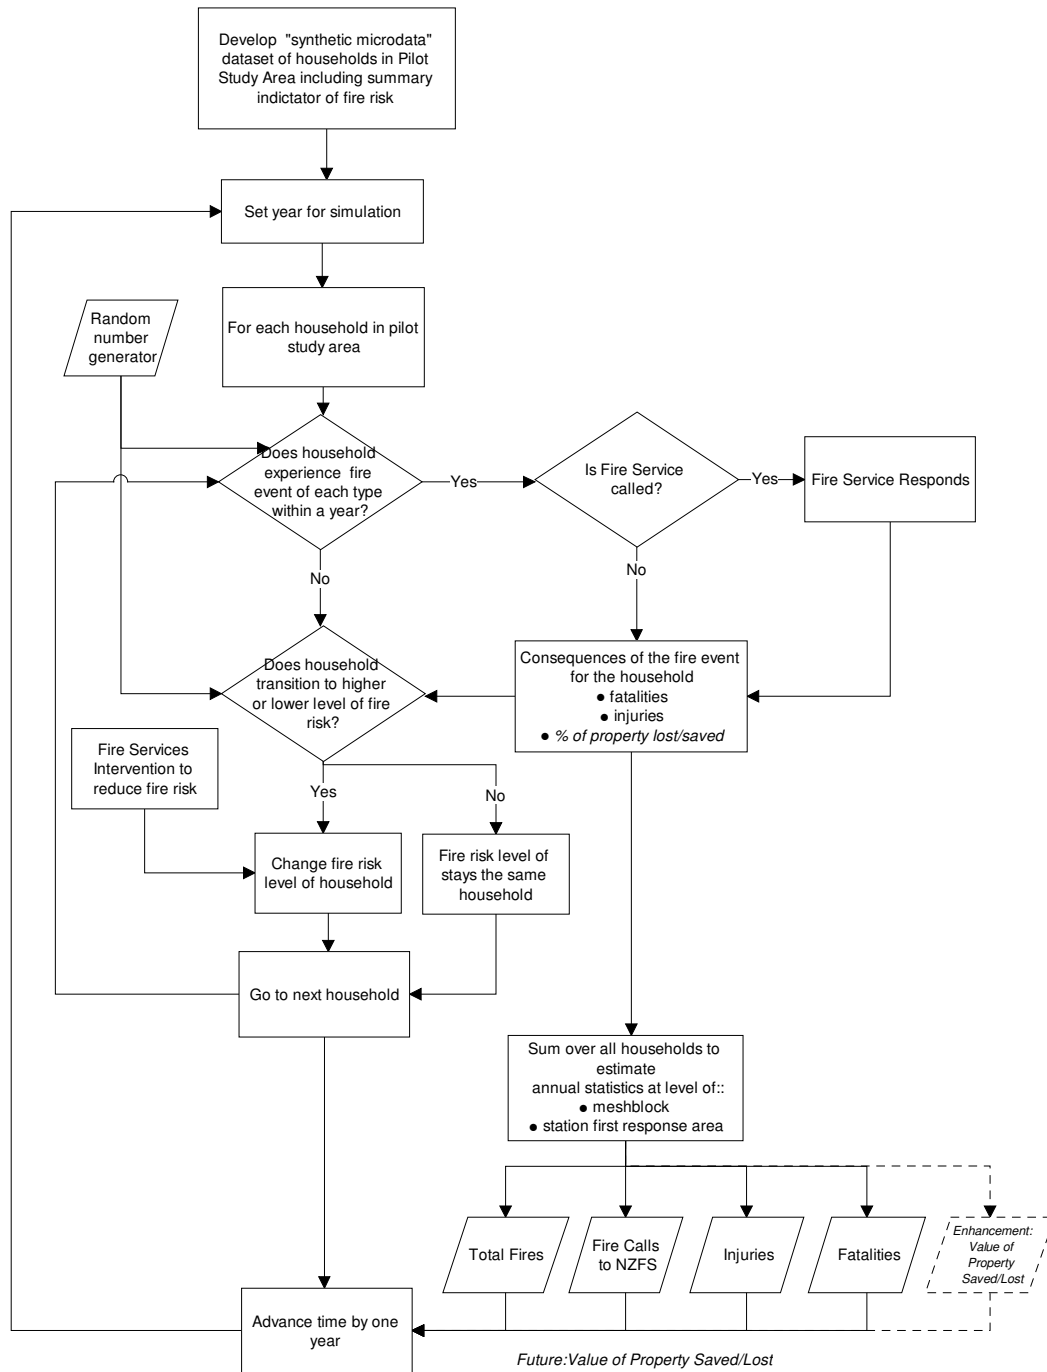 Develop "synthetic microdata"
dataset of households in Pilot
Study Area including summary
indictator of fire risk
Set year for simulation
Random
number
generator
For each household in pilot
study area
Does household
experience fire
event of each type
within a year?
Yes
Is Fire Service
called?
Yes
Fire Service Responds
No
No
Does household
transition to higher
or lower level of fire
risk?
Consequences of the fire event
for the household
● fatalities
● injuries
● % of property lost/saved
Fire Services
Intervention to
reduce fire risk
Yes
No
Change fire risk
level of household
Fire risk level of
stays the same
household
Go to next household
Sum over all households to
estimate
annual statistics at level of::
● meshblock
● station first response area
Total Fires
Fire Calls
to NZFS
Injuries
Fatalities
Enhancement:
Value of
Property
Saved/Lost
Advance time by one
year
Future:Value of Property Saved/Lost